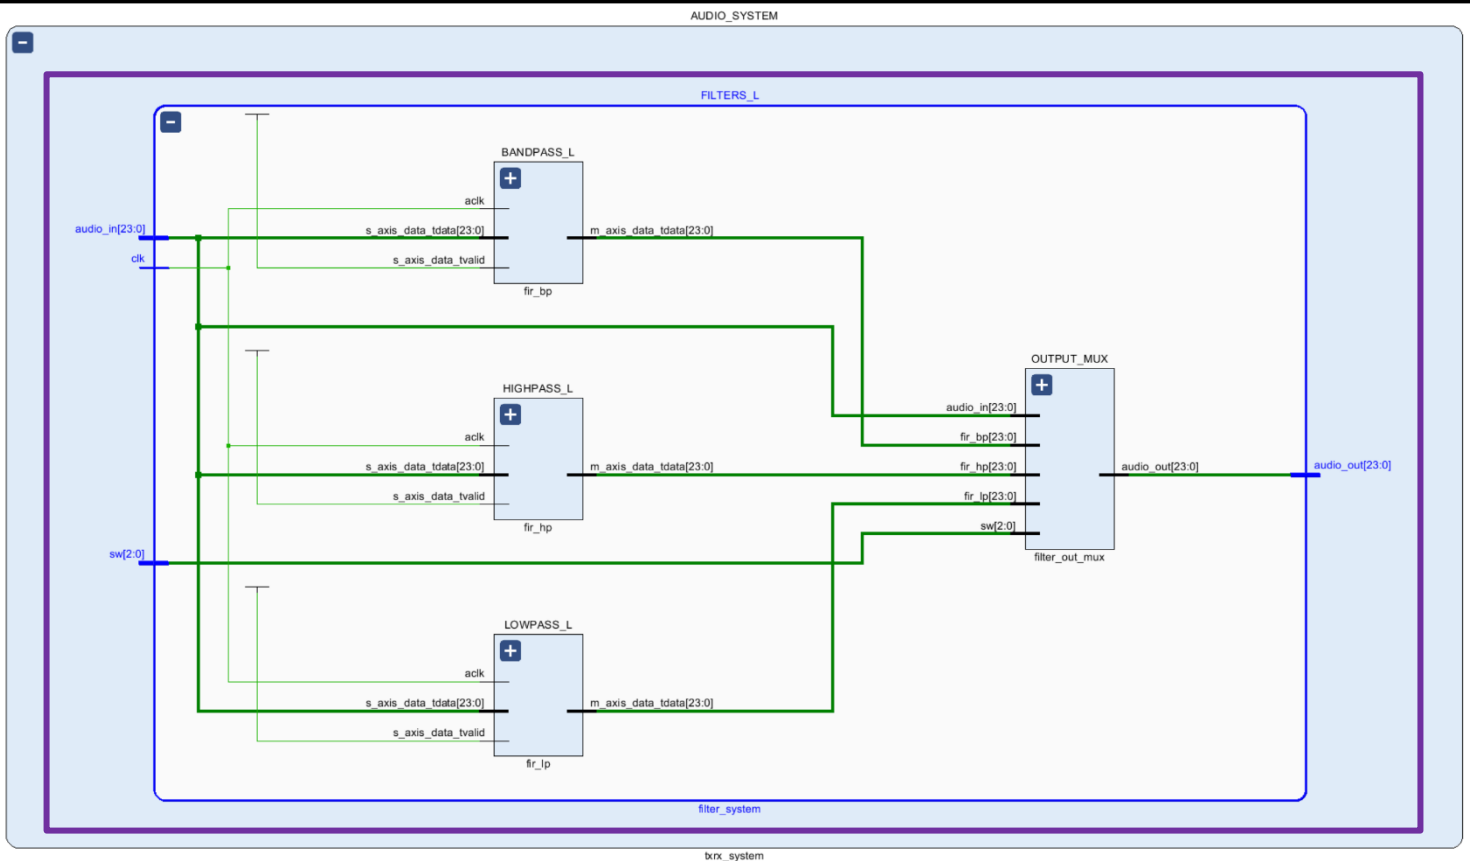 AUDIO_SYSTEM
FILTERS_L
BANDPASS_L
aclk
audio_in[23:0]
s_axis_data_tdata[23:0]
m_axis_data_tdata[23:0]
clk
s_axis_data_tvalid
fir_bp
OUTPUT_MUX
HIGHPASS_L
audio_in[23:0]
aclk
fir_bp[23:0]
s_axis_data_tdata[23:0]
m_axis_data_tdata[23:0]
fir_hp[23:0]
audio_out[23:0]
audio_out[23:0]
s_axis_data_tvalid
fir_lp[23:0]
fir_hp
sw[2:0]
sw[2:0]
filter_out_mux
LOWPASS_L
aclk
s_axis_data_tdata[23:0]
m_axis_data_tdata[23:0]
s_axis_data_tvalid
fir_lp
filter_system
txrx_system